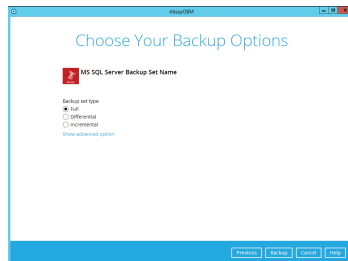 AhsayOBM
Choose Your Backup Options
MS SQL Server Backup Set Name
Backup set type
Full
Differential
Incremental
Show advanced option
Previous
Backup
Cancel
Help